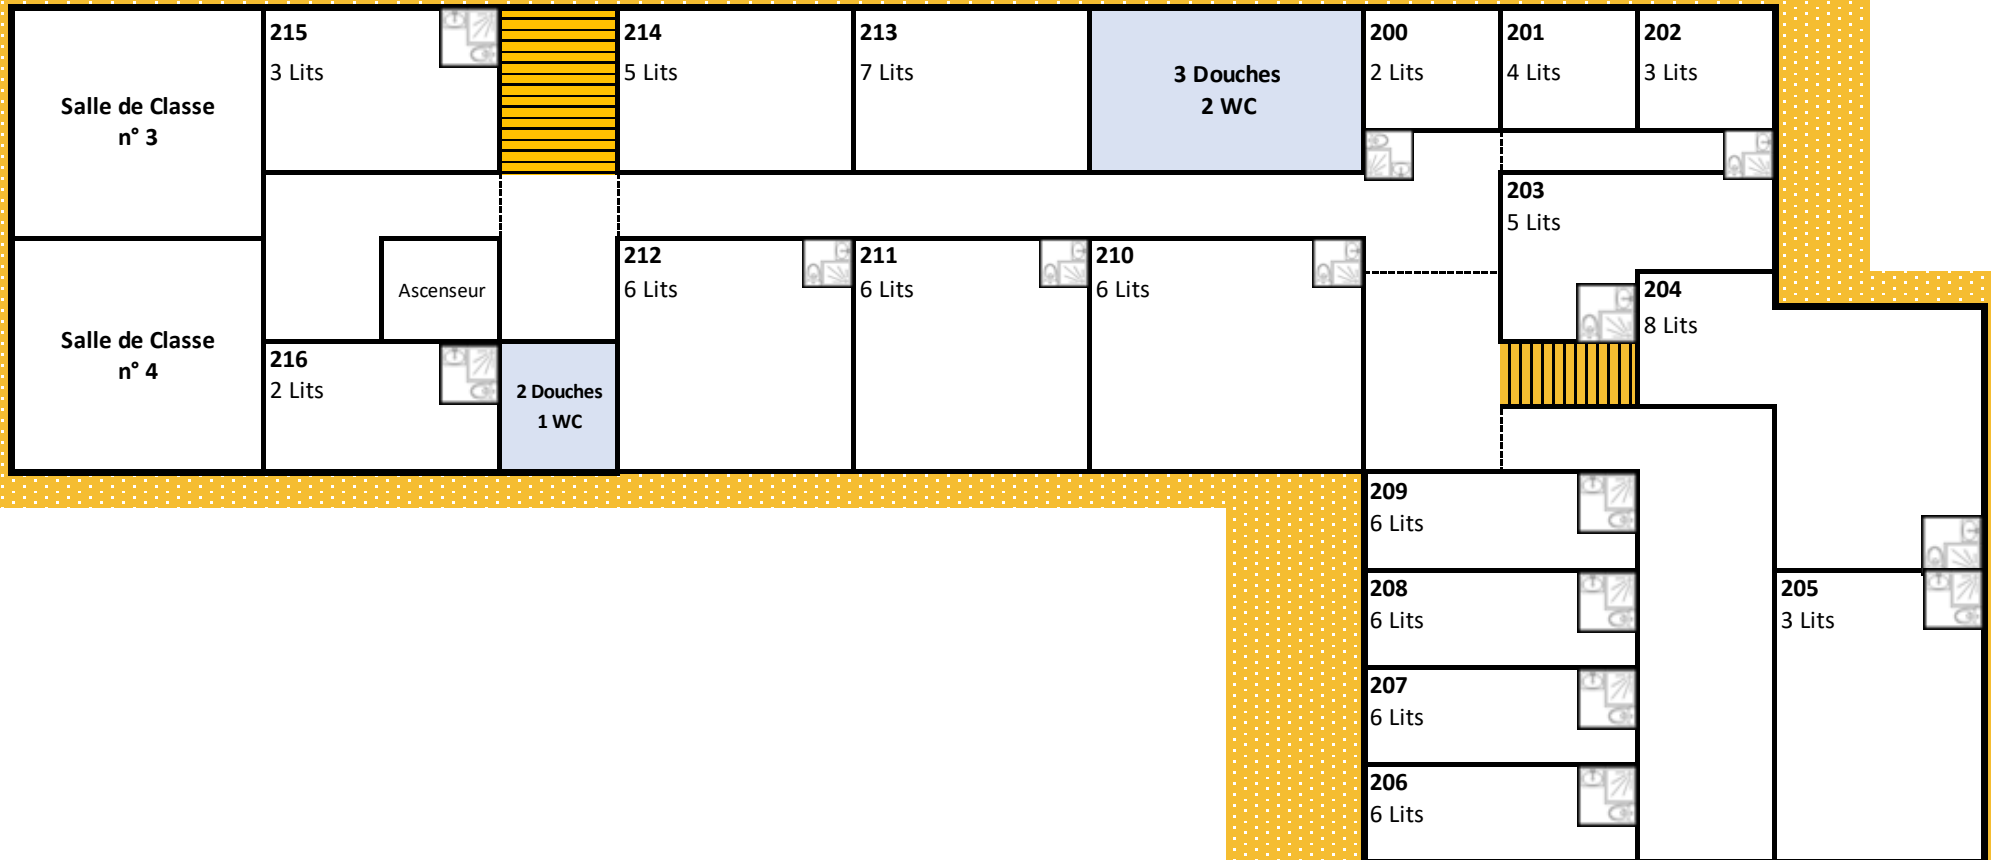 215
3 Lits
214
5 Lits
213
7 Lits
3 Douches
2 WC
200
2 Lits
201
4 Lits
202
3 Lits
Salle de Classe
n° 3
203
5 Lits
Ascenseur
212
6 Lits
211
6 Lits
210
6 Lits
204
8 Lits
Salle de Classe
n° 4
216
2 Lits
2 Douches
1 WC
209
6 Lits
208
6 Lits
205
3 Lits
207
6 Lits
206
6 Lits